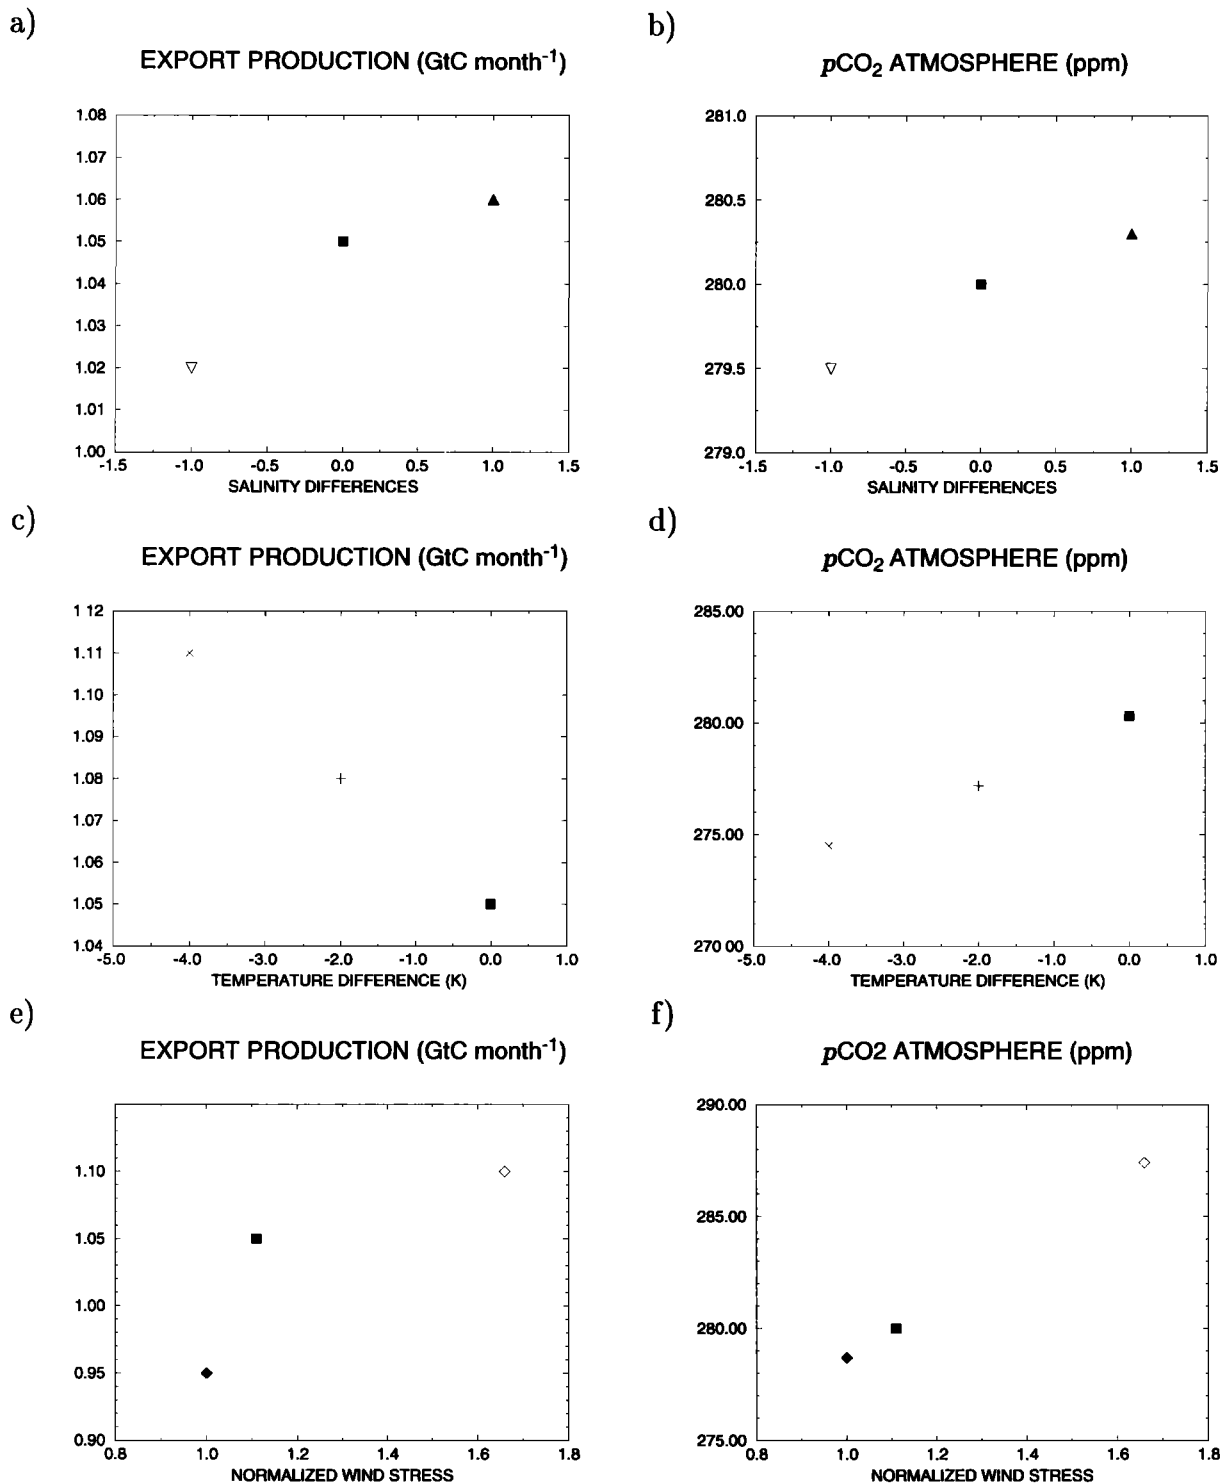 a)
EXPORT PRODUCTION (GtC month-1)
1.08
1.07
1.06
1.05
1.04
1.03
1.02
1.01
1.00
-1.5 -1.0 -0.5 0.0 0.5 1.0 1.5
SALINITY DIFFERENCES
b)
pCO2 ATMOSPHERE (ppm)
281.0
280.5
280.0
279.5
279.0
-1.5 -1.0 -0.5 0.0 0.5 1.0 1.5
SALINITY DIFFERENCES
c)
EXPORT PRODUCTION (GtC month-1)
1 12
1.11
1.10
1.09
1.08
1.07
1.06
1.05
1.04
-5.0 -4.0 -3.0 -2.0 -1.0 0.0 1.0
TEMPERATURE DIFFERENCE (K)
d)
pCO2 ATMOSPHERE (ppm)
285.00
280.00
275.00
270 00
-5.0 -4.0 -3.0 -2.0 -1.0 0.0 1.0
TEMPERATURE DIFFERENCE (K)
e)
EXPORT PRODUCTION (GtC month-1)
1.10
1.05
1.00
0.95
0.90
0.8 1.0 1.2 1.4 1.6 1.8
NORMALIZED WIND STRESS
f)
pCO2 ATMOSPHERE (ppm)
290.00
285.00
280.00
275.00
0.8 1.0 1.2 1.4 1.6 1.8
NORMALIZED WIND STRESS